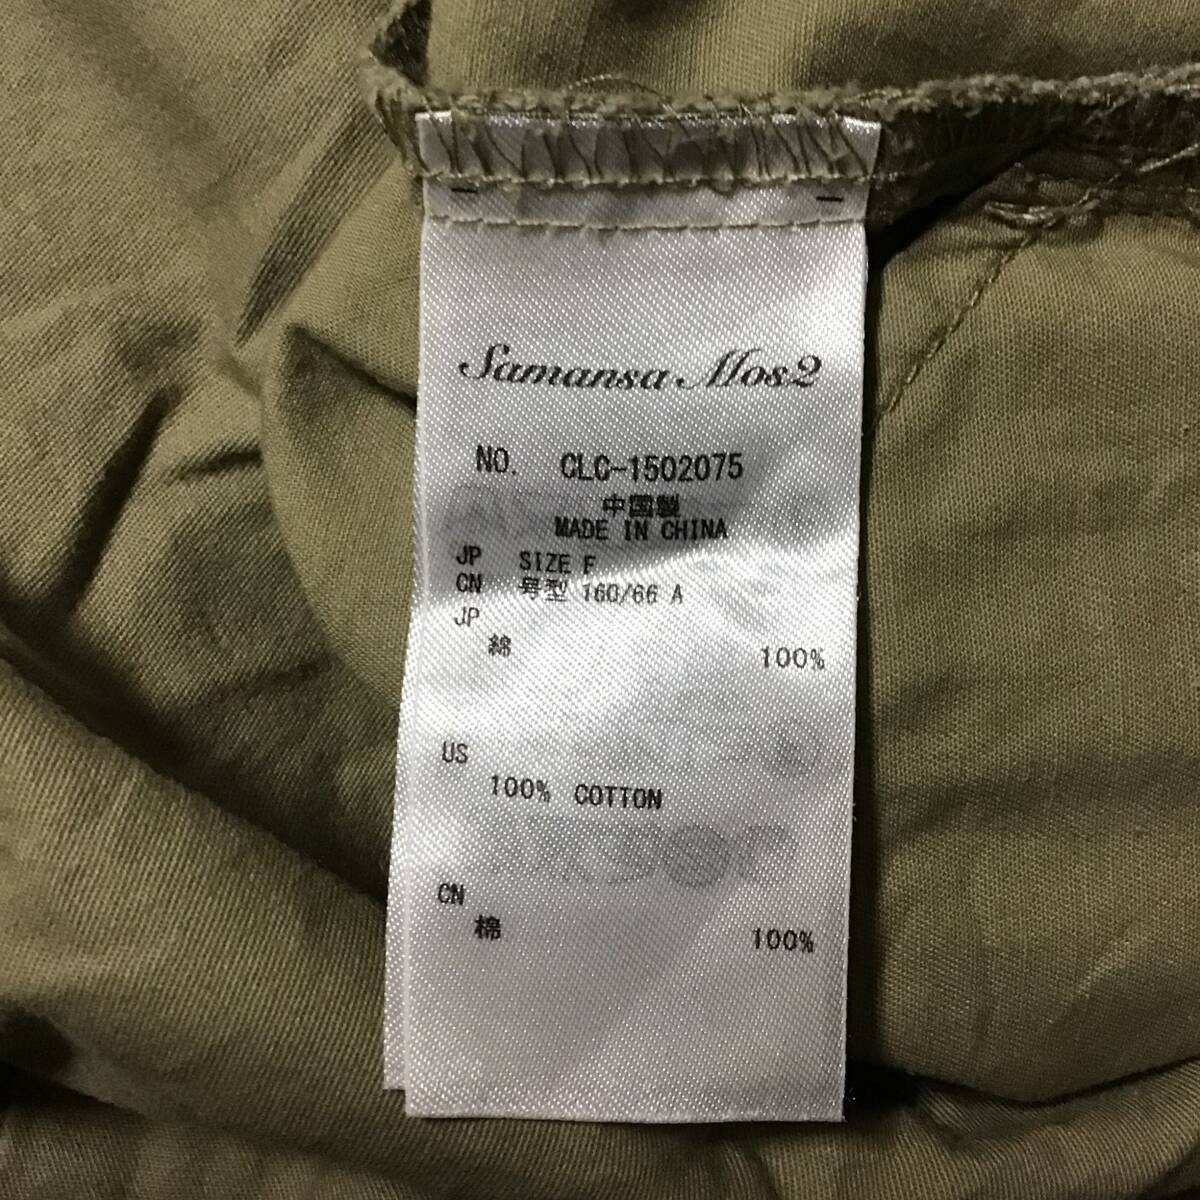 Samansa Mos2
NO. CLC-1502075
中国製
MADE IN CHINA
JP SIZE F
CN 号型 160/66 A
JP
綿 100%
US
100% COTTON
CN
棉 100%